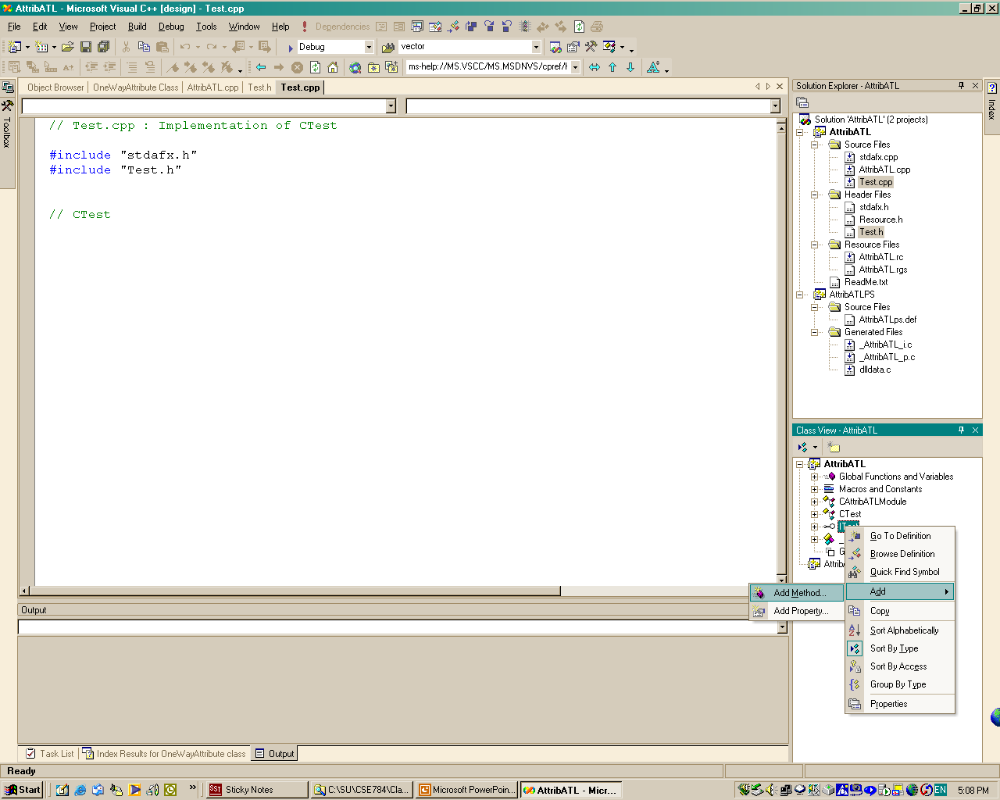 AttribATL - Microsoft Visual C++ [design] - Test.cpp
File Edit View Project Build Debug Tools Window Help Dependencies
Debug vector
ms-help://MS.VSCC/MS.MSDNVS/cpref/h
Object Browser OneWayAttribute Class AttribATL.cpp Test.h Test.cpp
Toolbox
// Test.cpp : Implementation of CTest
#include "stdafx.h"
#include "Test.h"
// CTest
Output
Task List Index Results for OneWayAttribute class Output
Solution Explorer - AttribATL
Index
Solution 'AttribATL' (2 projects)
AttribATL
Source Files
stdafx.cpp
AttribATL.cpp
Test.cpp
Header Files
stdafx.h
Resource.h
Test.h
Resource Files
AttribATL.rc
AttribATL.rgs
ReadMe.txt
AttribATLPS
Source Files
AttribATLps.def
Generated Files
_AttribATL_i.c
_AttribATL_p.c
dlldata.c
Class View - AttribATL
AttribATL
Global Functions and Variables
Macros and Constants
CAttribATLModule
CTest
Go To Definition
Browse Definition
Quick Find Symbol
Add
Add Method...
Add Property...
Copy
Sort Alphabetically
Sort By Type
Sort By Access
Group By Type
Properties
Ready
Start » Sticky Notes C:\SU\CSE784\Cla... Microsoft PowerPoin... AttribATL - Micr... EN 5:08 PM